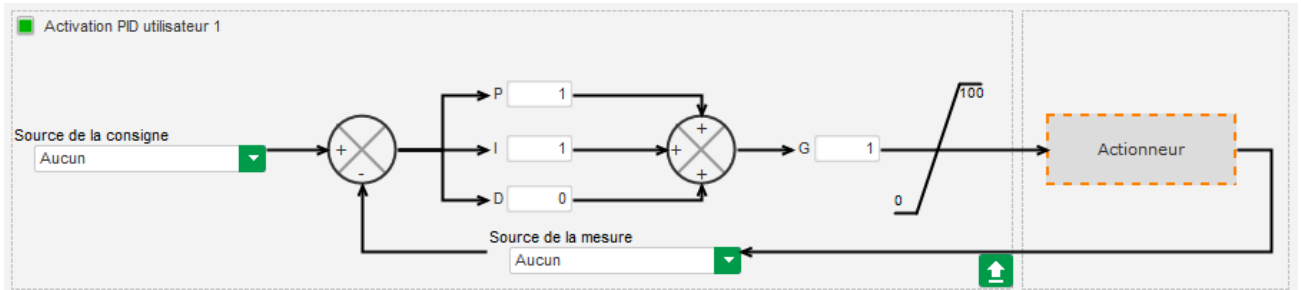 Activation PID utilisateur 1
P 1
100
Source de la consigne
Aucun
+
-
I 1
+
+
+
G 1
Actionneur
D 0
0
Source de la mesure
Aucun